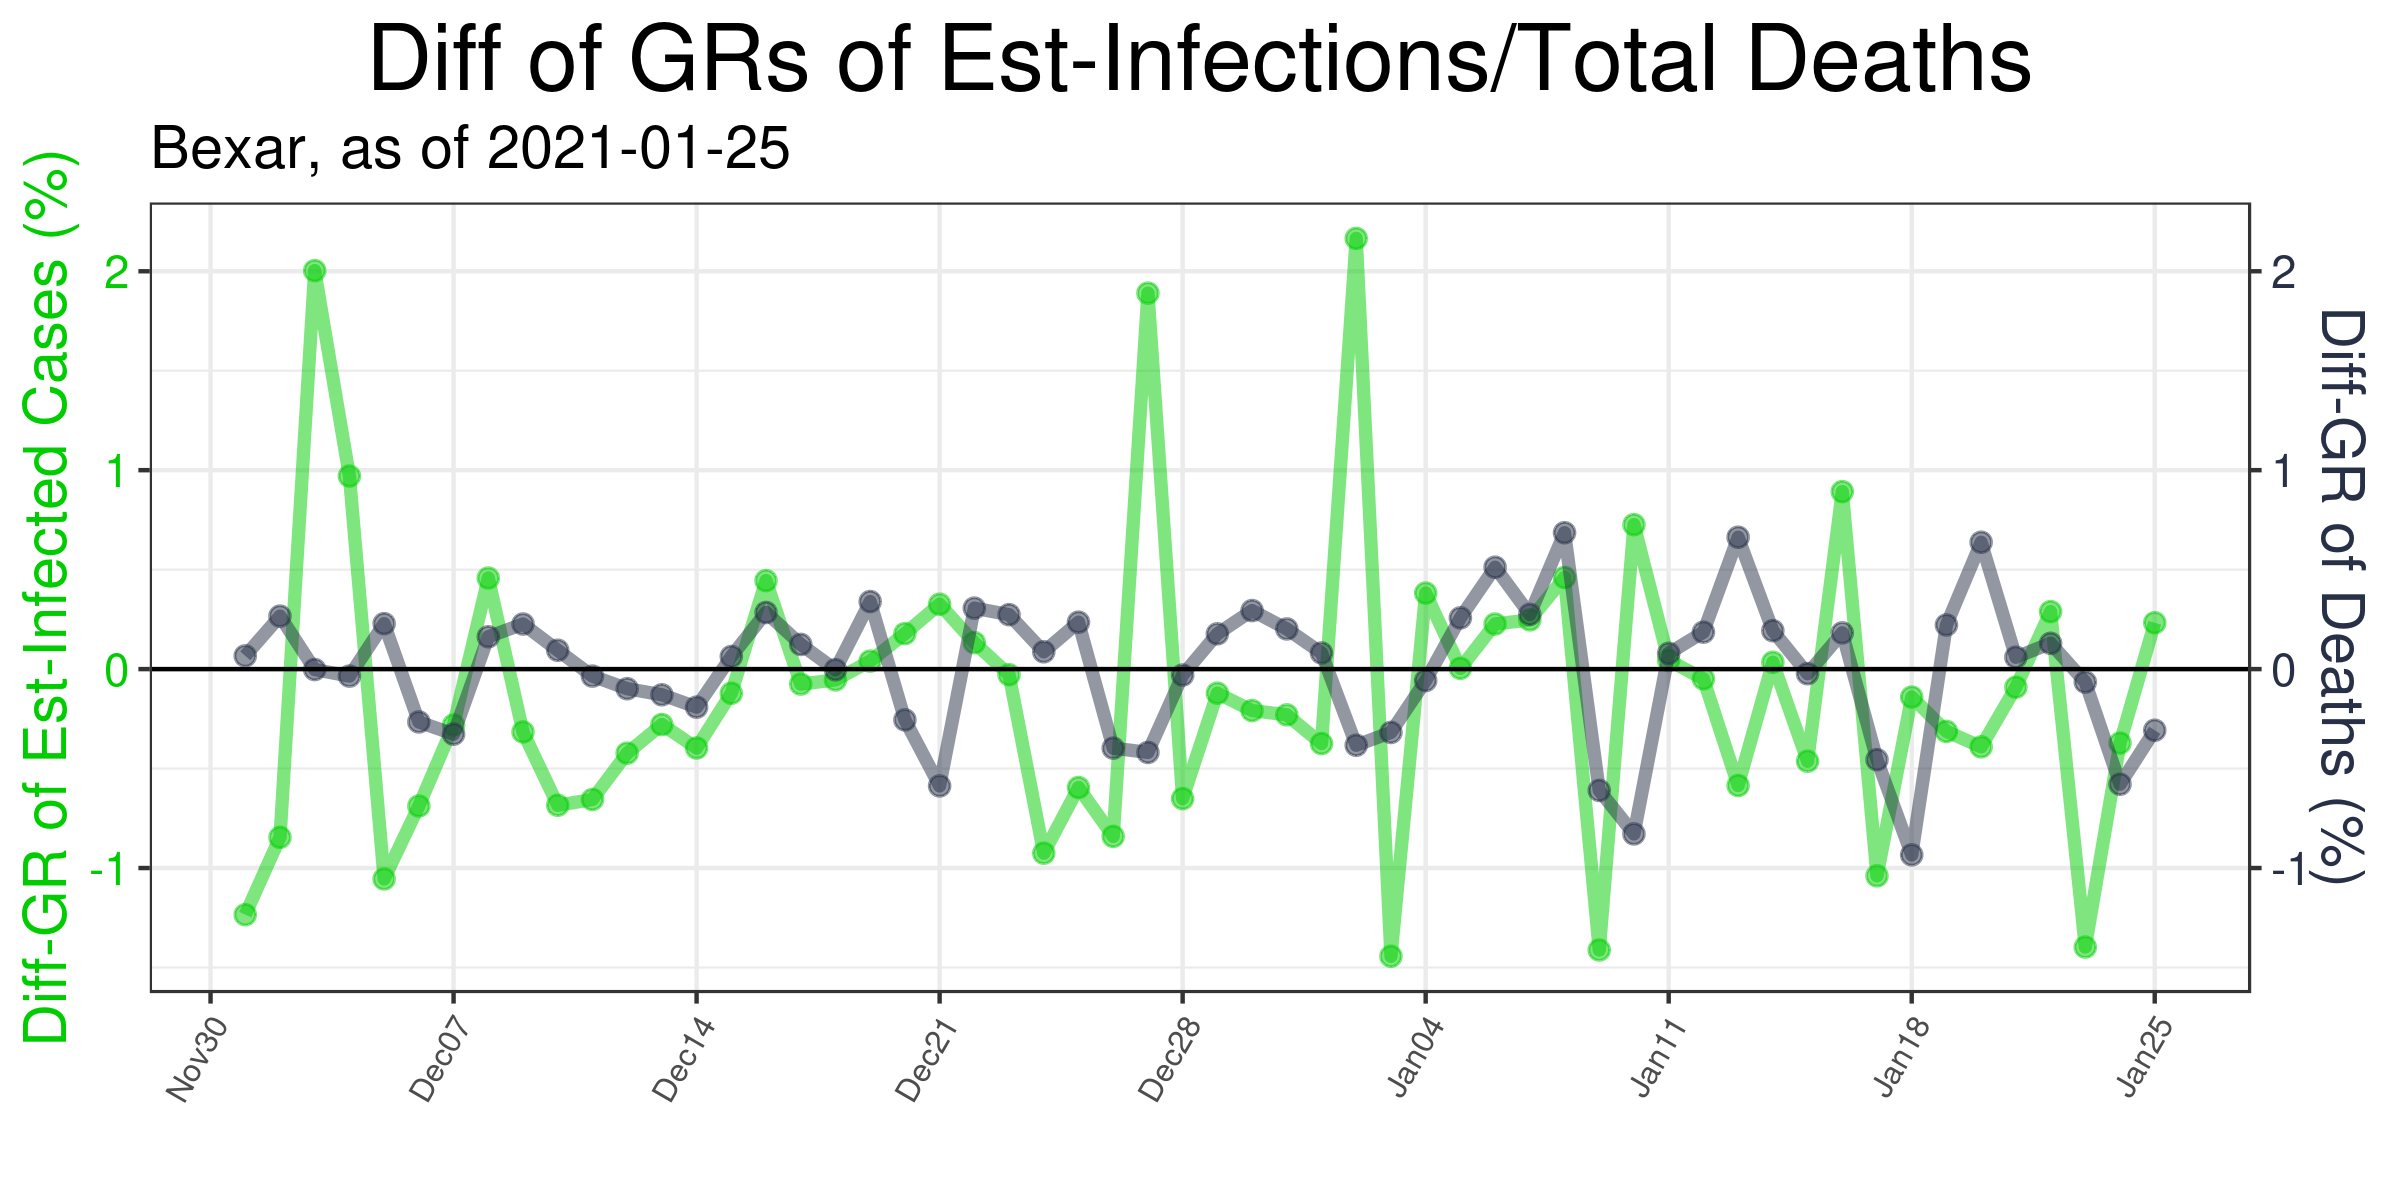 Diff of GRs of Est-Infections/Total Deaths
Bexar, as of 2021-01-25
Diff-GR of Est-Infected Cases (%)
2
1
0
-1
2
1
0
-1
Diff-GR of Deaths (%)
Nov30
Dec07
Dec14
Dec21
Dec28
Jan04
Jan11
Jan18
Jan25